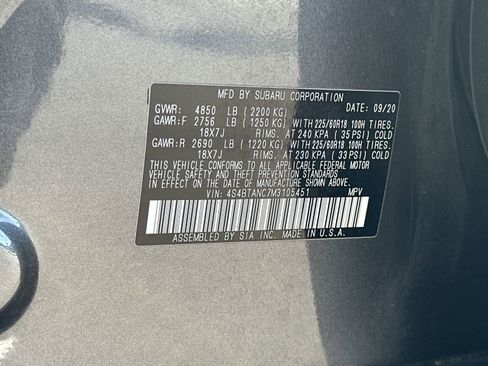 MFD BY SUBARU CORPORATION
GVWR: 4850 LB ( 2200 KG) DATE: 09/20
GAWR:F 2756 LB ( 1250 KG) WITH 225/60R18 100H TIRES.
18X7J RIMS. AT 240 KPA ( 35 PSI) COLD
GAWR:R 2690 LB ( 1220 KG) WITH 225/60R18 100H TIRES.
18X7J RIMS. AT 230 KPA ( 33 PSI) COLD
THIS VEHICLE CONFORMS TO ALL APPLICABLE FEDERAL MOTOR
VEHICLE SAFETY AND THEFT PREVENTION STANDARDS IN EFFECT
ON THE DATE OF MANUFACTURE SHOWN ABOVE.
VIN: 4S4BTANC7M3105451 MPV
ASSEMBLED BY SIA INC. MADE IN U.S.A.